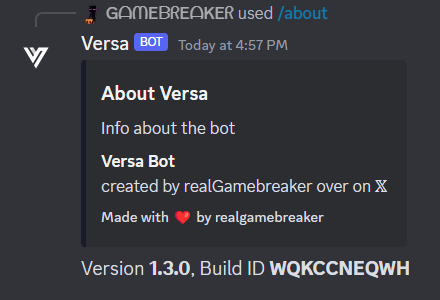 GᗩᗰEᗷᖇEᗩKEᖇ used /about
Versa BOT Today at 4:57 PM
About Versa
Info about the bot
Versa Bot
created by realGamebreaker over on 𝕏
Made with ❤️ by realgamebreaker
Version 1.3.0, Build ID WQKCCNEQWH